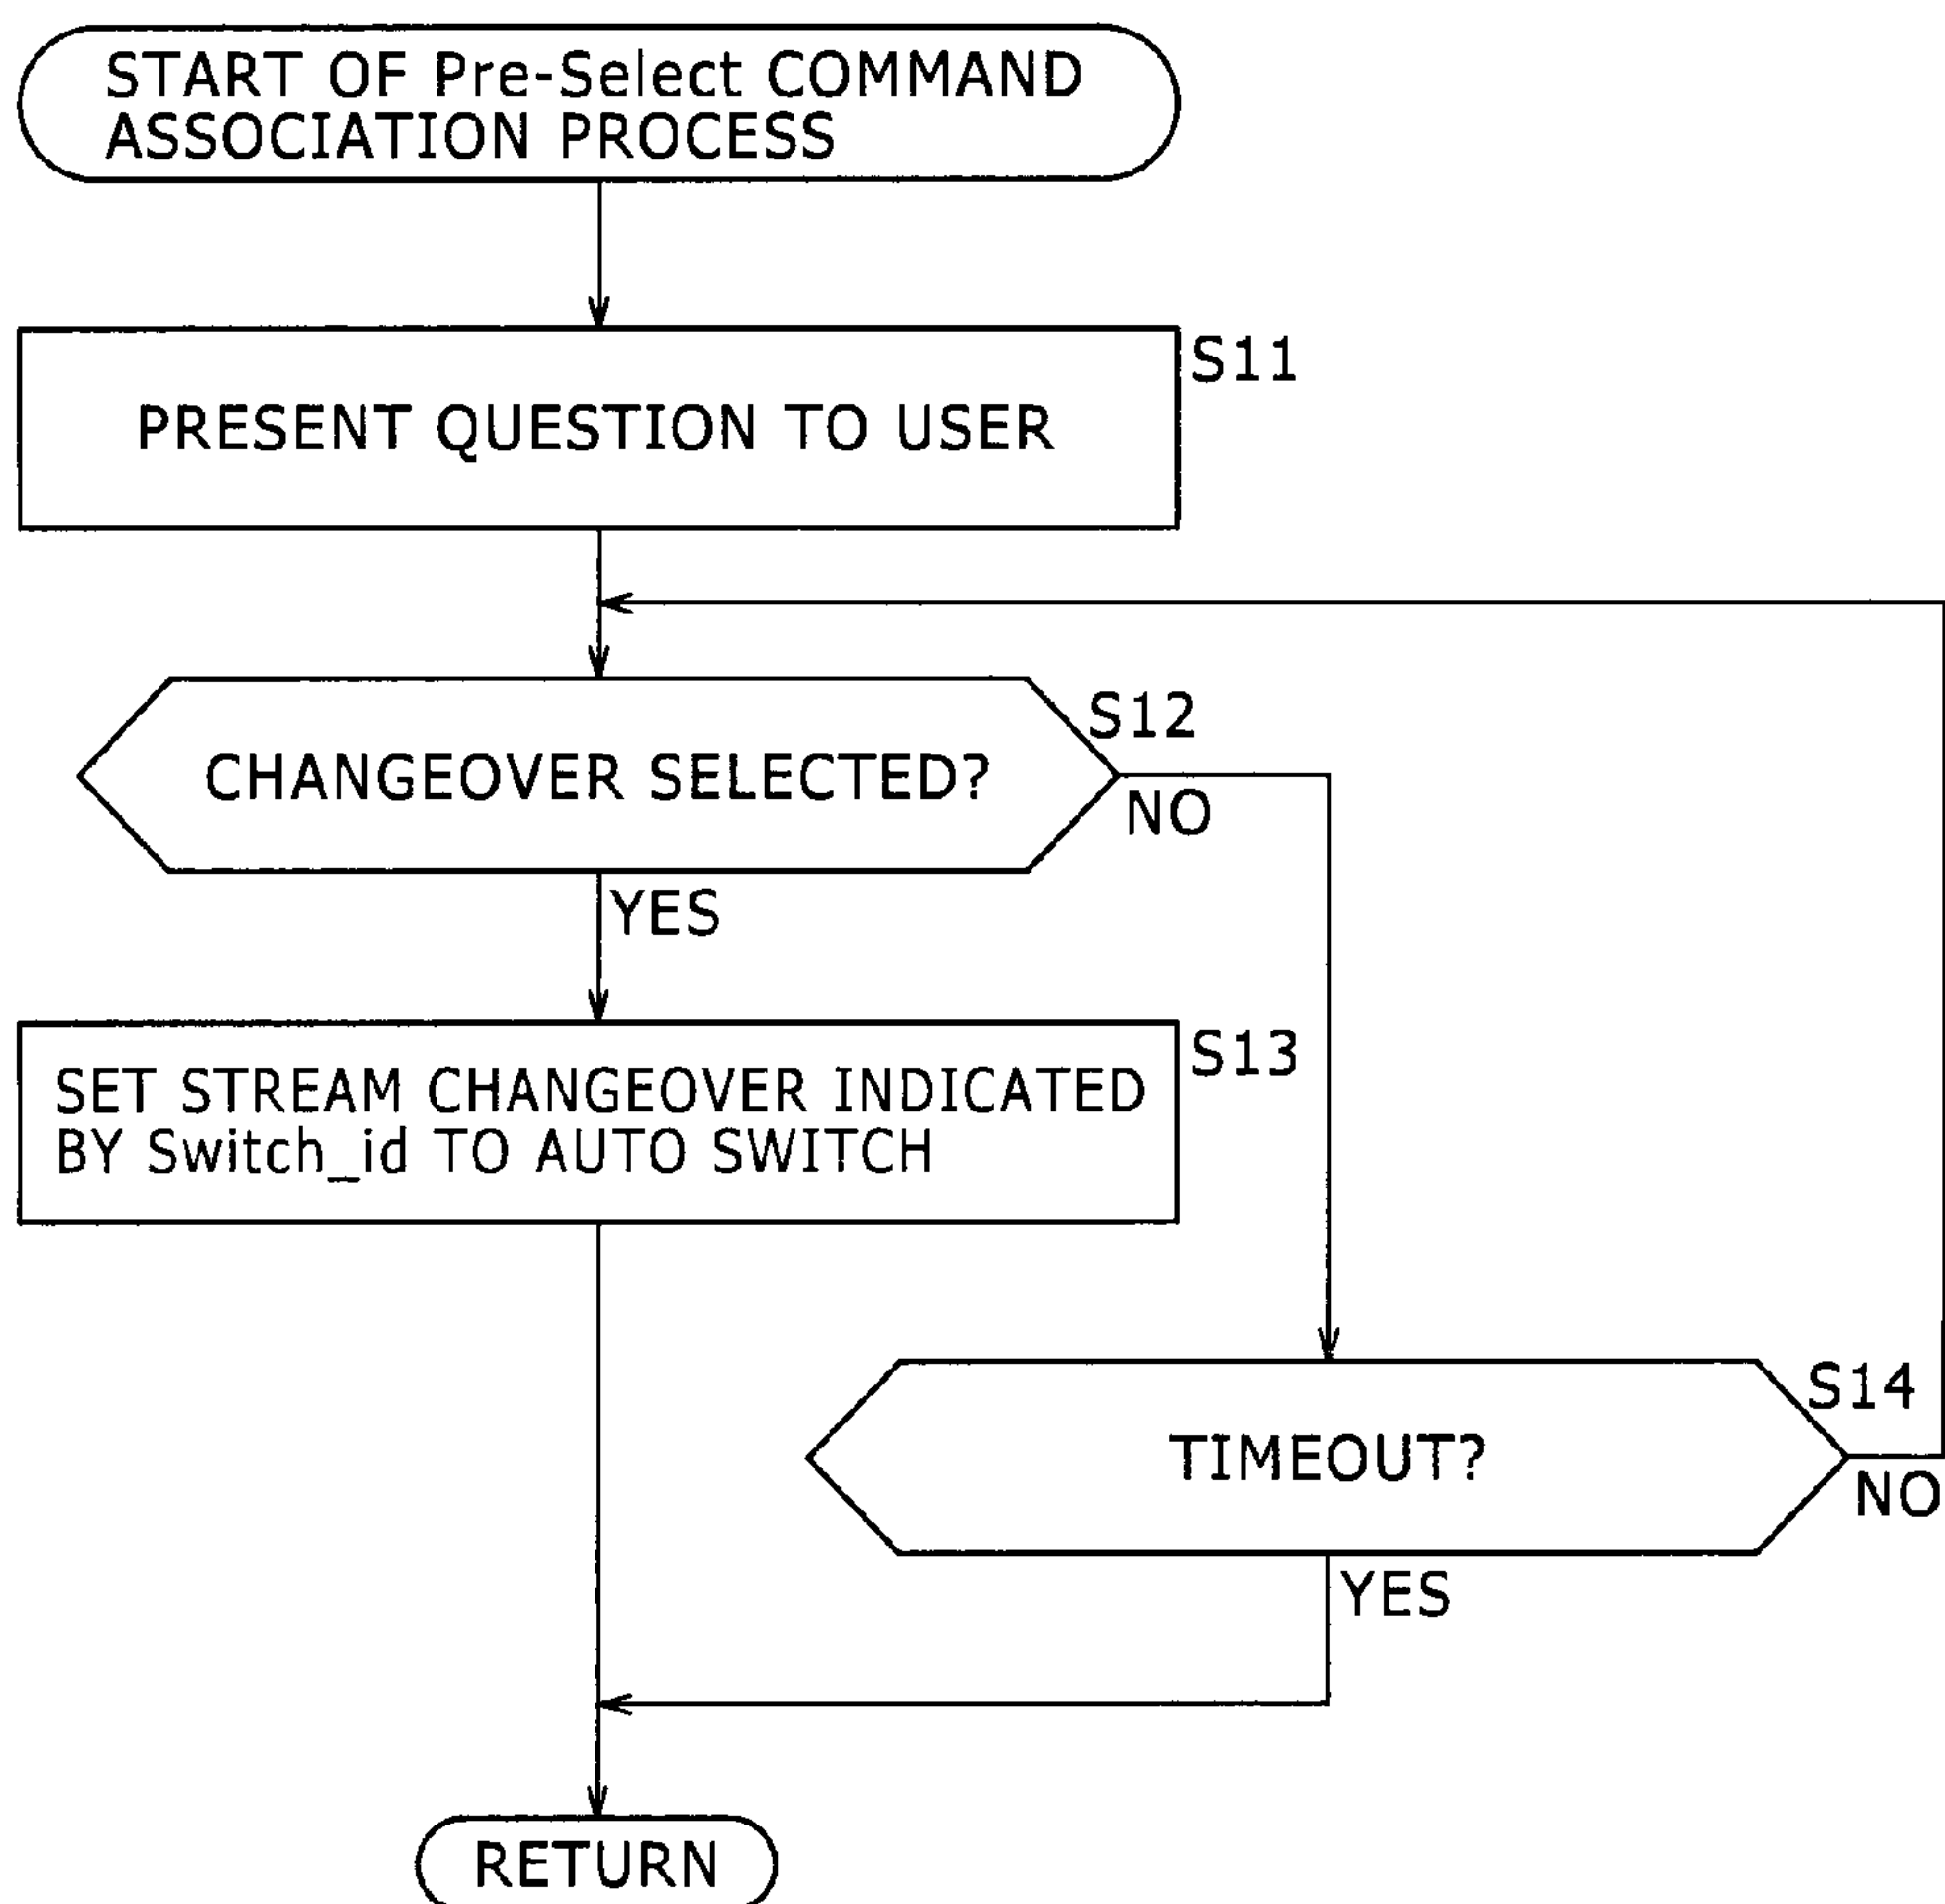 START OF Pre-Select COMMAND
ASSOCIATION PROCESS
S11
PRESENT QUESTION TO USER
S12
CHANGEOVER SELECTED?
NO
YES
S13
SET STREAM CHANGEOVER INDICATED
BY Switch_id TO AUTO SWITCH
S14
TIMEOUT?
NO
YES
RETURN